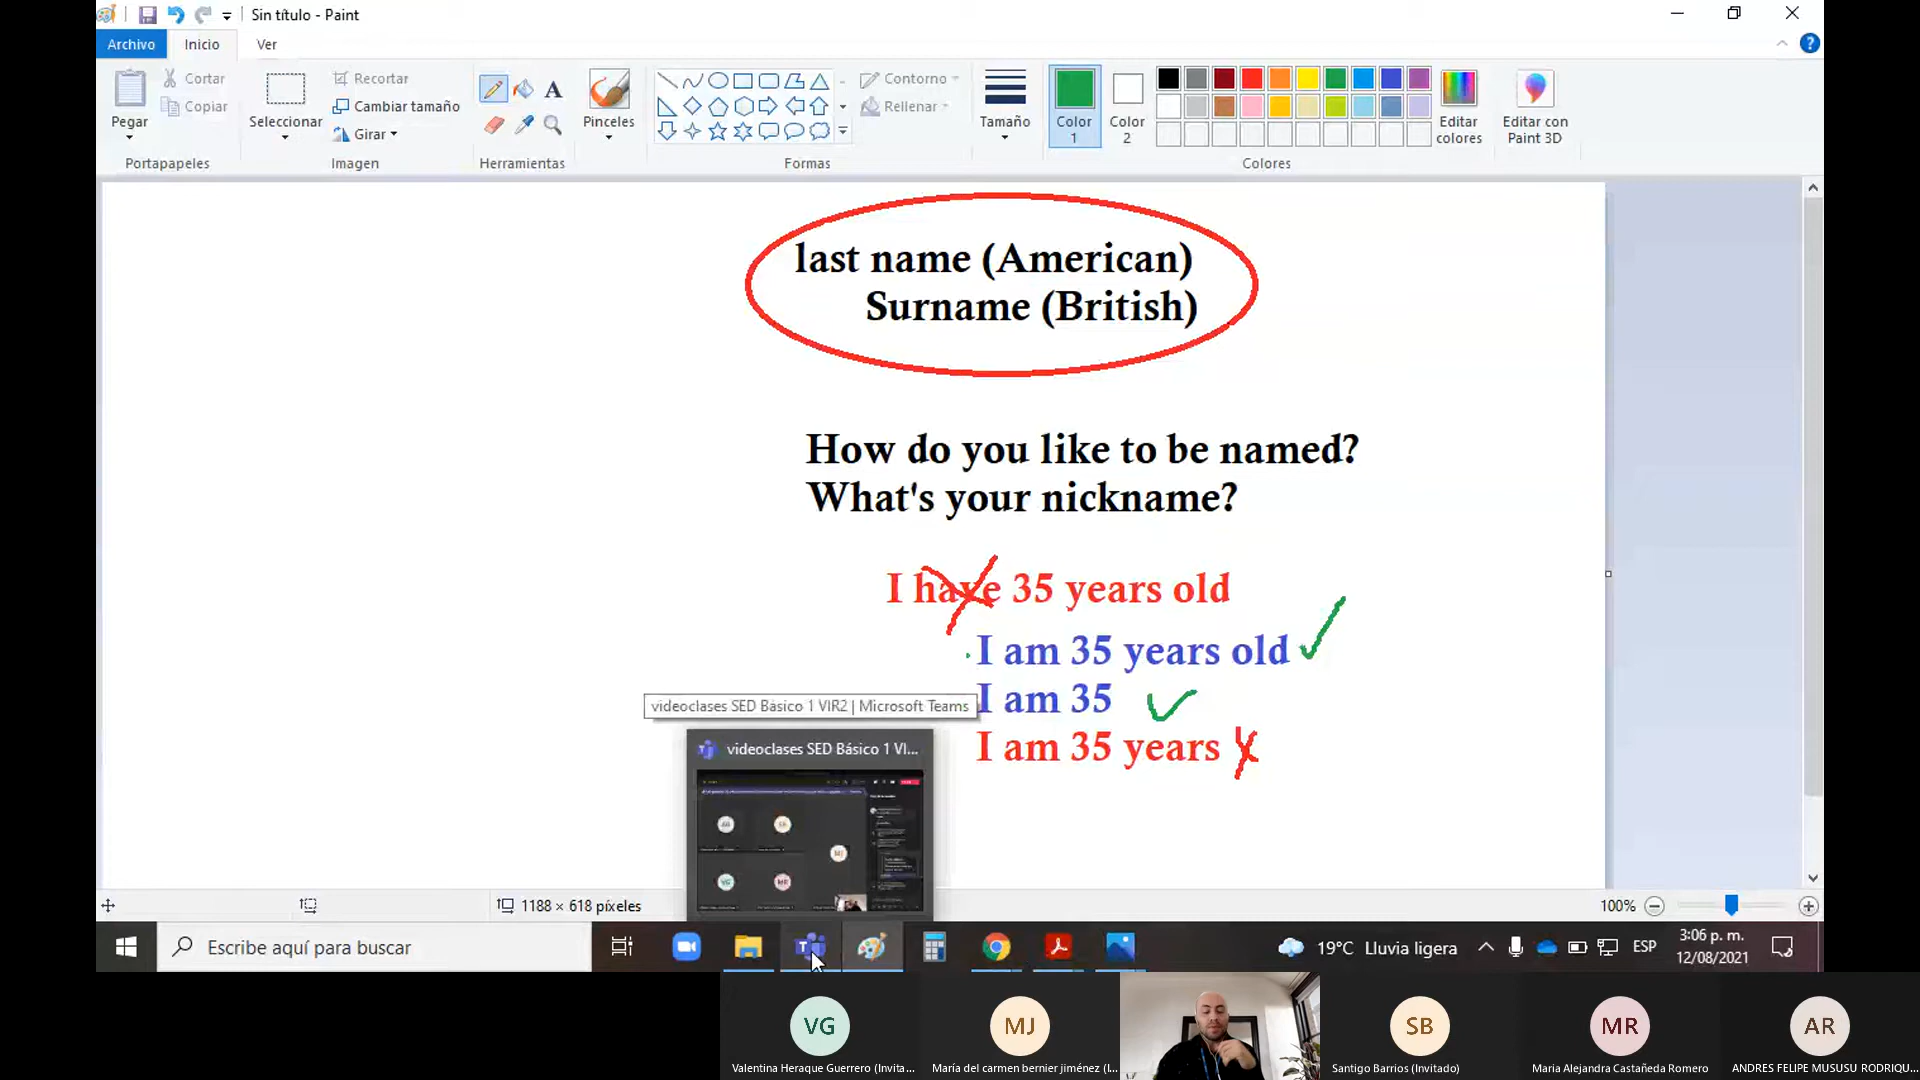 Sin título - Paint
Archivo
Inicio
Ver
Pegar
Cortar
Copiar
Portapapeles
Seleccionar
Recortar
Cambiar tamaño
Girar
Imagen
Herramientas
Pinceles
Contorno
Rellenar
Formas
Tamaño
Color 1
Color 2
Colores
Editar colores
Editar con Paint 3D
last name (American)
Surname (British)
How do you like to be named?
What's your nickname?
I have 35 years old
I am 35 years old
I am 35
I am 35 years
videoclases SED Básico 1 VIR2 | Microsoft Teams
videoclases SED Básico 1 VI...
1188 × 618 píxeles
100%
Escribe aquí para buscar
19°C Lluvia ligera
ESP
3:06 p. m.
12/08/2021
VG
MJ
SB
MR
AR
Valentina Heraque Guerrero (Invita...
María del carmen bernier jiménez (I...
Santigo Barrios (Invitado)
Maria Alejandra Castañeda Romero
ANDRES FELIPE MUSUSU RODRIQU...